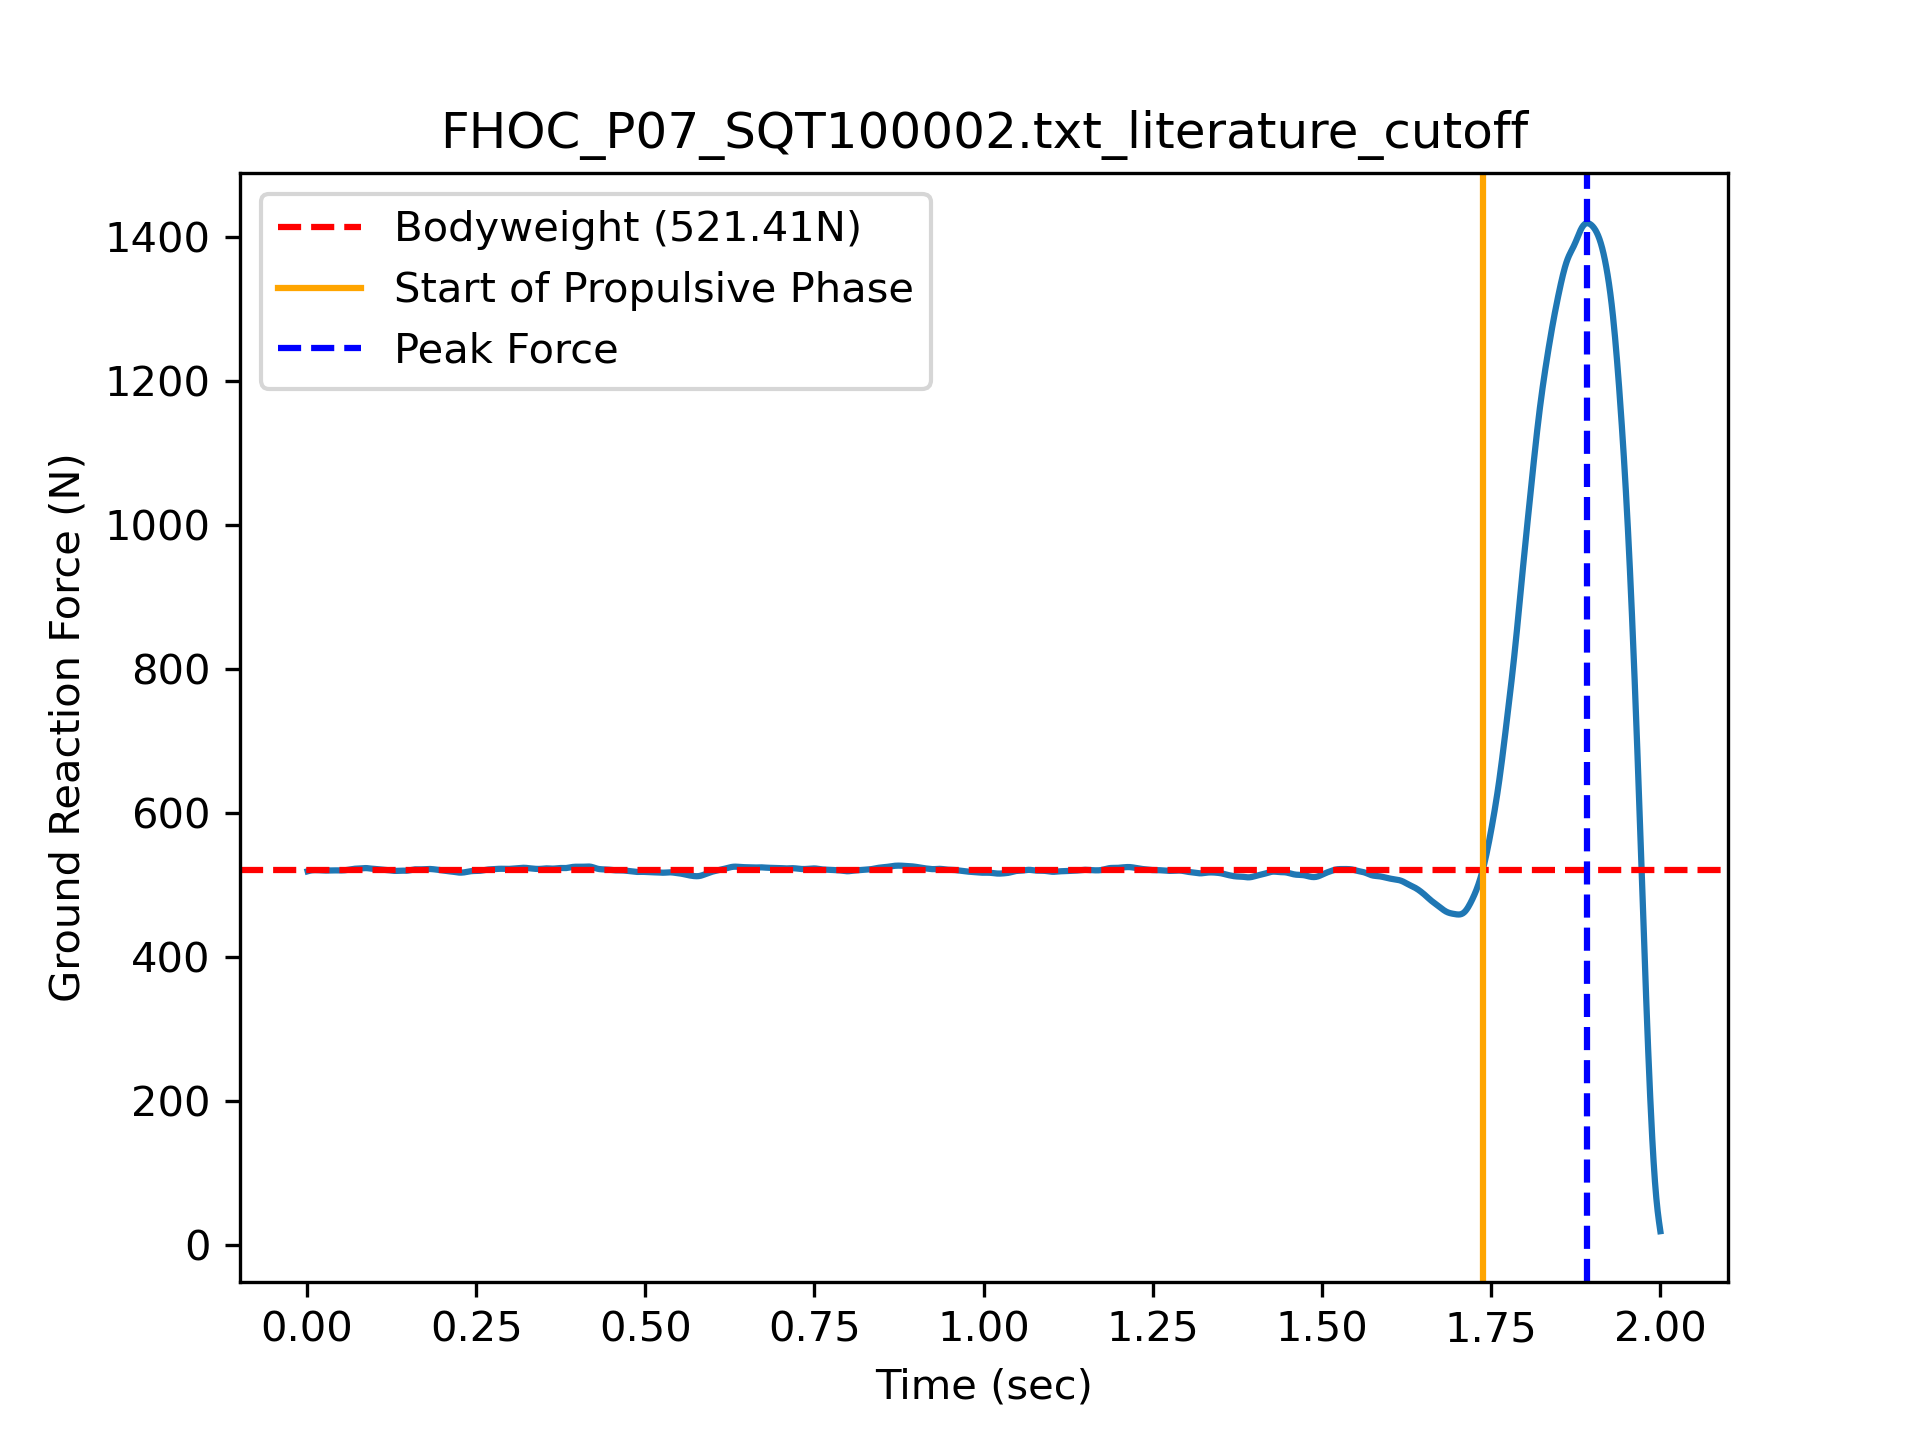 FHOC_P07_SQT100002.txt_literature_cutoff
Bodyweight (521.41N)
Start of Propulsive Phase
Peak Force
Ground Reaction Force (N)
1400
1200
1000
800
600
400
200
0
0.00 0.25 0.50 0.75 1.00 1.25 1.50 1.75 2.00
Time (sec)